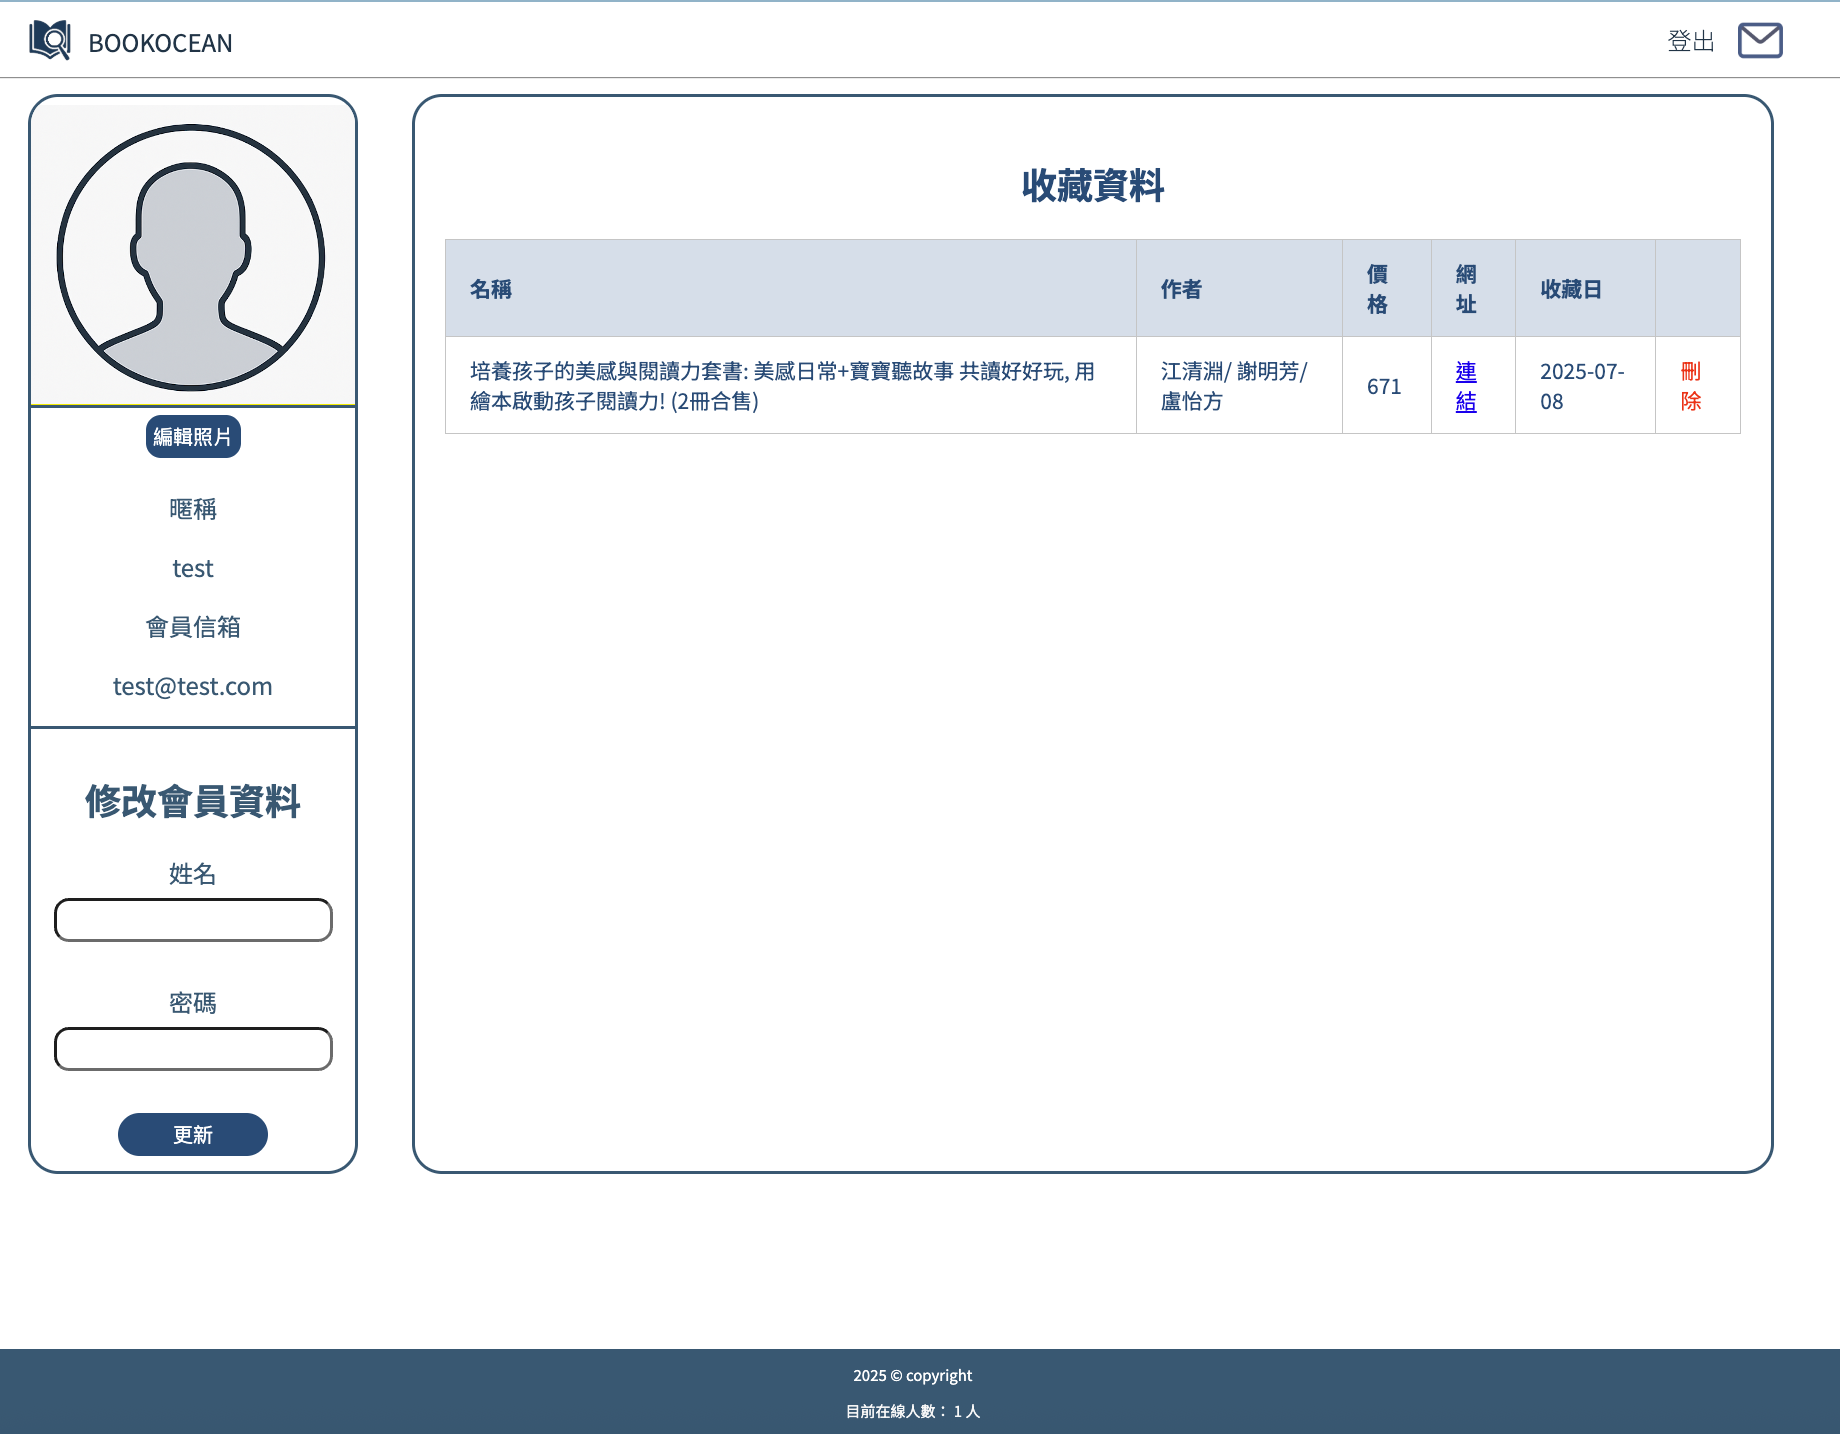 BOOKOCEAN
登出
編輯照片
暱稱
test
會員信箱
test@test.com
修改會員資料
姓名
密碼
更新
收藏資料
名稱
作者
價
格
網
址
收藏日
培養孩子的美感與閱讀力套書: 美感日常+寶寶聽故事 共讀好好玩, 用
繪本啟動孩子閱讀力! (2冊合售)
江清淵/ 謝明芳/
盧怡方
671
連
結
2025-07-
08
刪
除
2025 © copyright
目前在線人數： 1 人